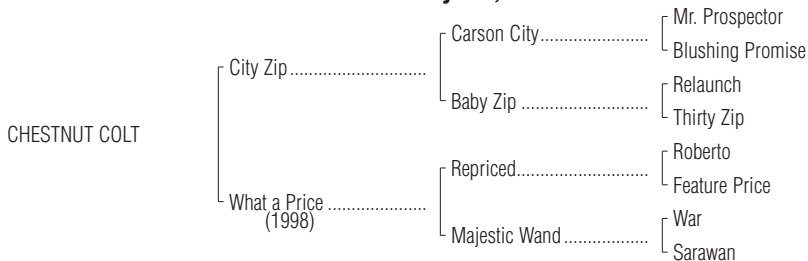 Mr. Prospector
Carson City.......................
Blushing Promise
City Zip.............................
Relaunch
Baby Zip ...........................
Thirty Zip
CHESTNUT COLT
Roberto
Repriced............................
Feature Price
What a Price .....................
(1998)
War
Majestic Wand..................
Sarawan